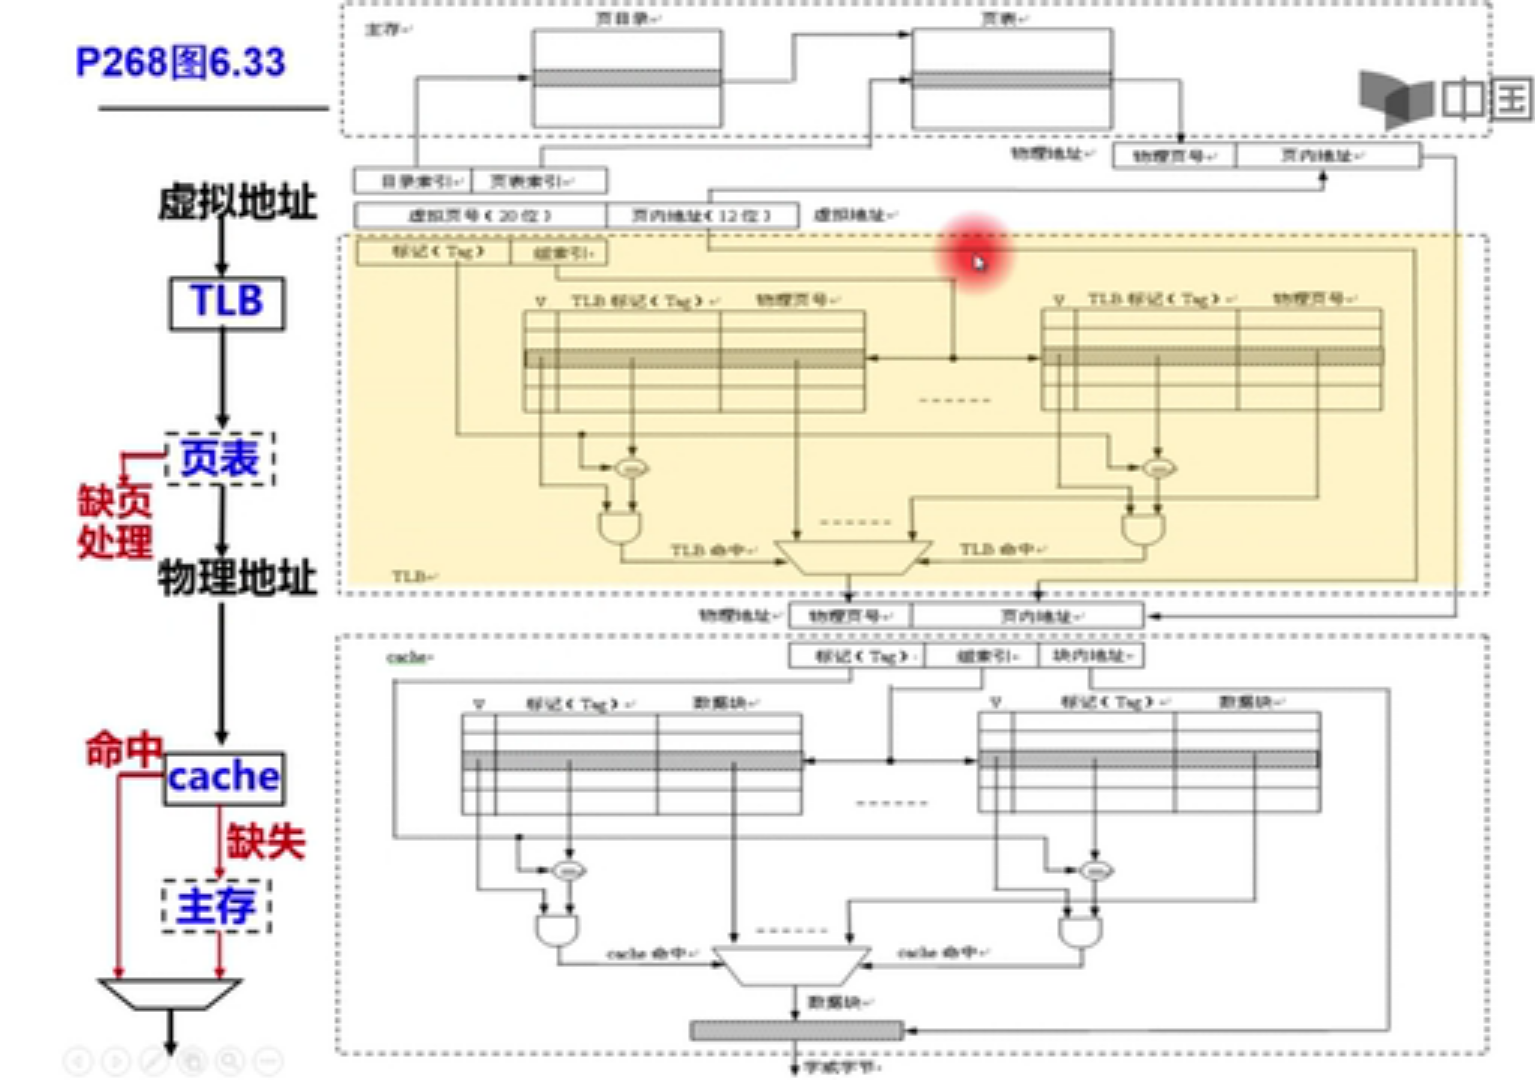 P268图6.33
虚拟地址
TLB
页表
缺页
处理
物理地址
命中
cache
缺失
主存
主存
页目录
页表
物理地址
物理页号
页内地址
目录索引
页表索引
虚拟页号(20位)
页内地址(12位)
虚拟地址
标记(Tag)
组索引
V
TLB 标记(Tag)
物理页号
V
TLB 标记(Tag)
物理页号
TLB 命中
TLB 命中
TLB
物理地址
物理页号
页内地址
cache
标记(Tag)
组索引
块内地址
V
标记(Tag)
数据块
V
标记(Tag)
数据块
cache 命中
cache 命中
数据块
字或字节
中国